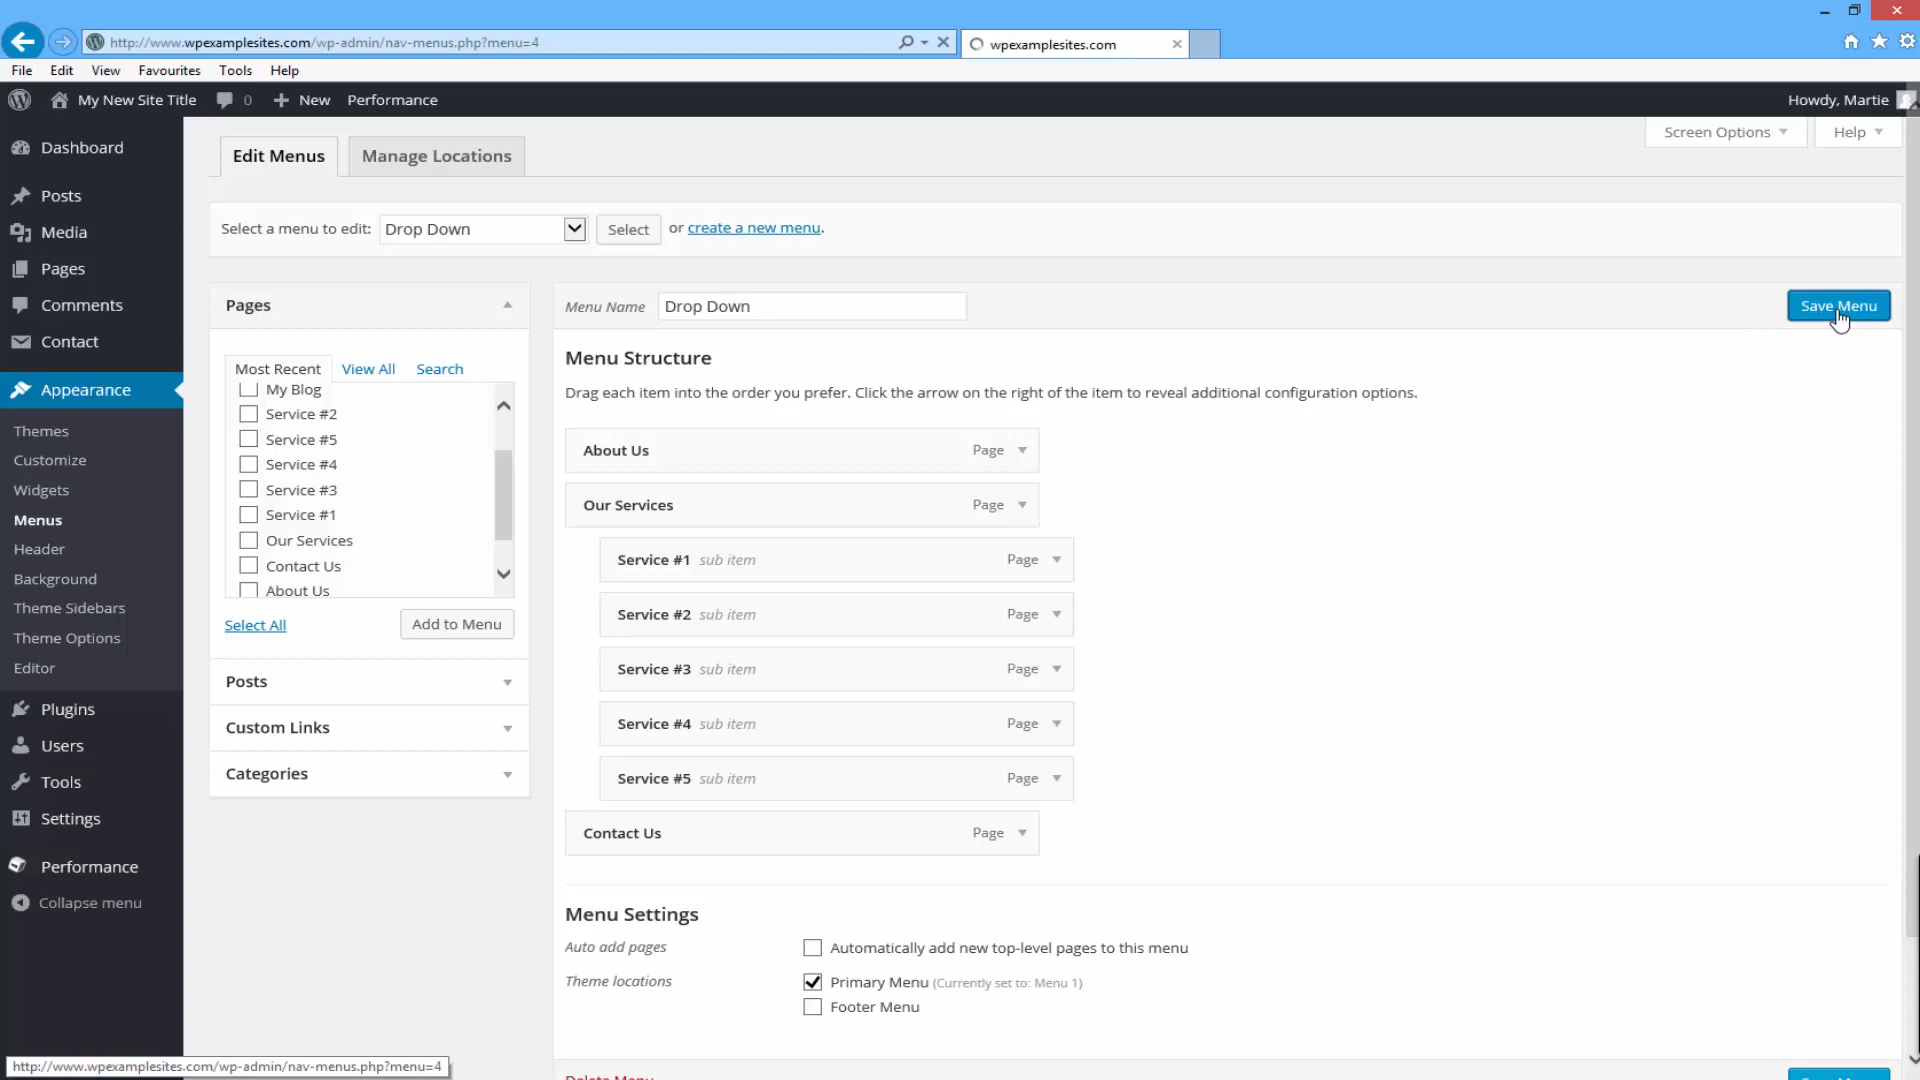 http://www.wpexamplesites.com/wp-admin/nav-menus.php?menu=4
wpexamplesites.com
File Edit View Favourites Tools Help
My New Site Title 0 New Performance
Howdy, Martie
Dashboard
Posts
Media
Pages
Comments
Contact
Appearance
Themes
Customize
Widgets
Menus
Header
Background
Theme Sidebars
Theme Options
Editor
Plugins
Users
Tools
Settings
Performance
Collapse menu
Screen Options
Help
Edit Menus
Manage Locations
Select a menu to edit: Drop Down Select or create a new menu.
Pages
Most Recent View All Search
My Blog
Service #2
Service #5
Service #4
Service #3
Service #1
Our Services
Contact Us
About Us
Select All
Add to Menu
Posts
Custom Links
Categories
Menu Name Drop Down
Save Menu
Menu Structure
Drag each item into the order you prefer. Click the arrow on the right of the item to reveal additional configuration options.
About Us Page
Our Services Page
Service #1 sub item Page
Service #2 sub item Page
Service #3 sub item Page
Service #4 sub item Page
Service #5 sub item Page
Contact Us Page
Menu Settings
Auto add pages Automatically add new top-level pages to this menu
Theme locations Primary Menu (Currently set to: Menu 1)
Footer Menu
http://www.wpexamplesites.com/wp-admin/nav-menus.php?menu=4